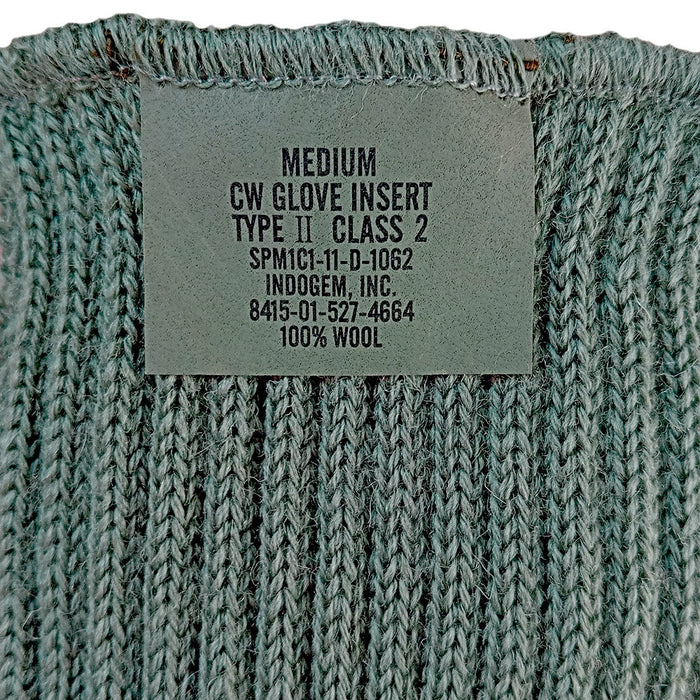 MEDIUM
CW GLOVE INSERT
TYPE II CLASS 2
SPM1C1-11-D-1062
INDOGEM, INC.
8415-01-527-4664
100% WOOL